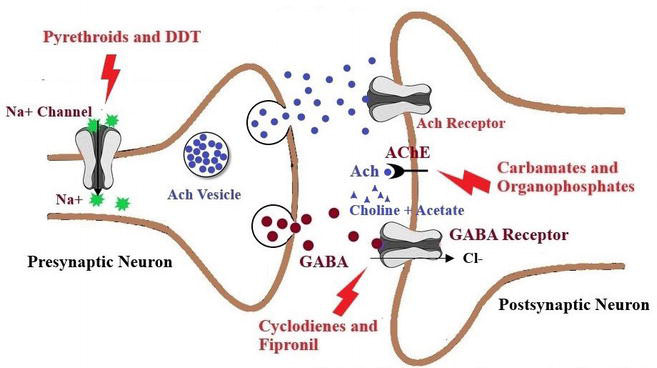 Pyrethroids and DDT
Na+ Channel
Ach Receptor
AChE
Ach
Carbamates and
Organophosphates
Ach Vesicle
Na+
Choline + Acetate
GABA Receptor
Presynaptic Neuron
GABA
Cl-
Postsynaptic Neuron
Cyclodienes and
Fipronil